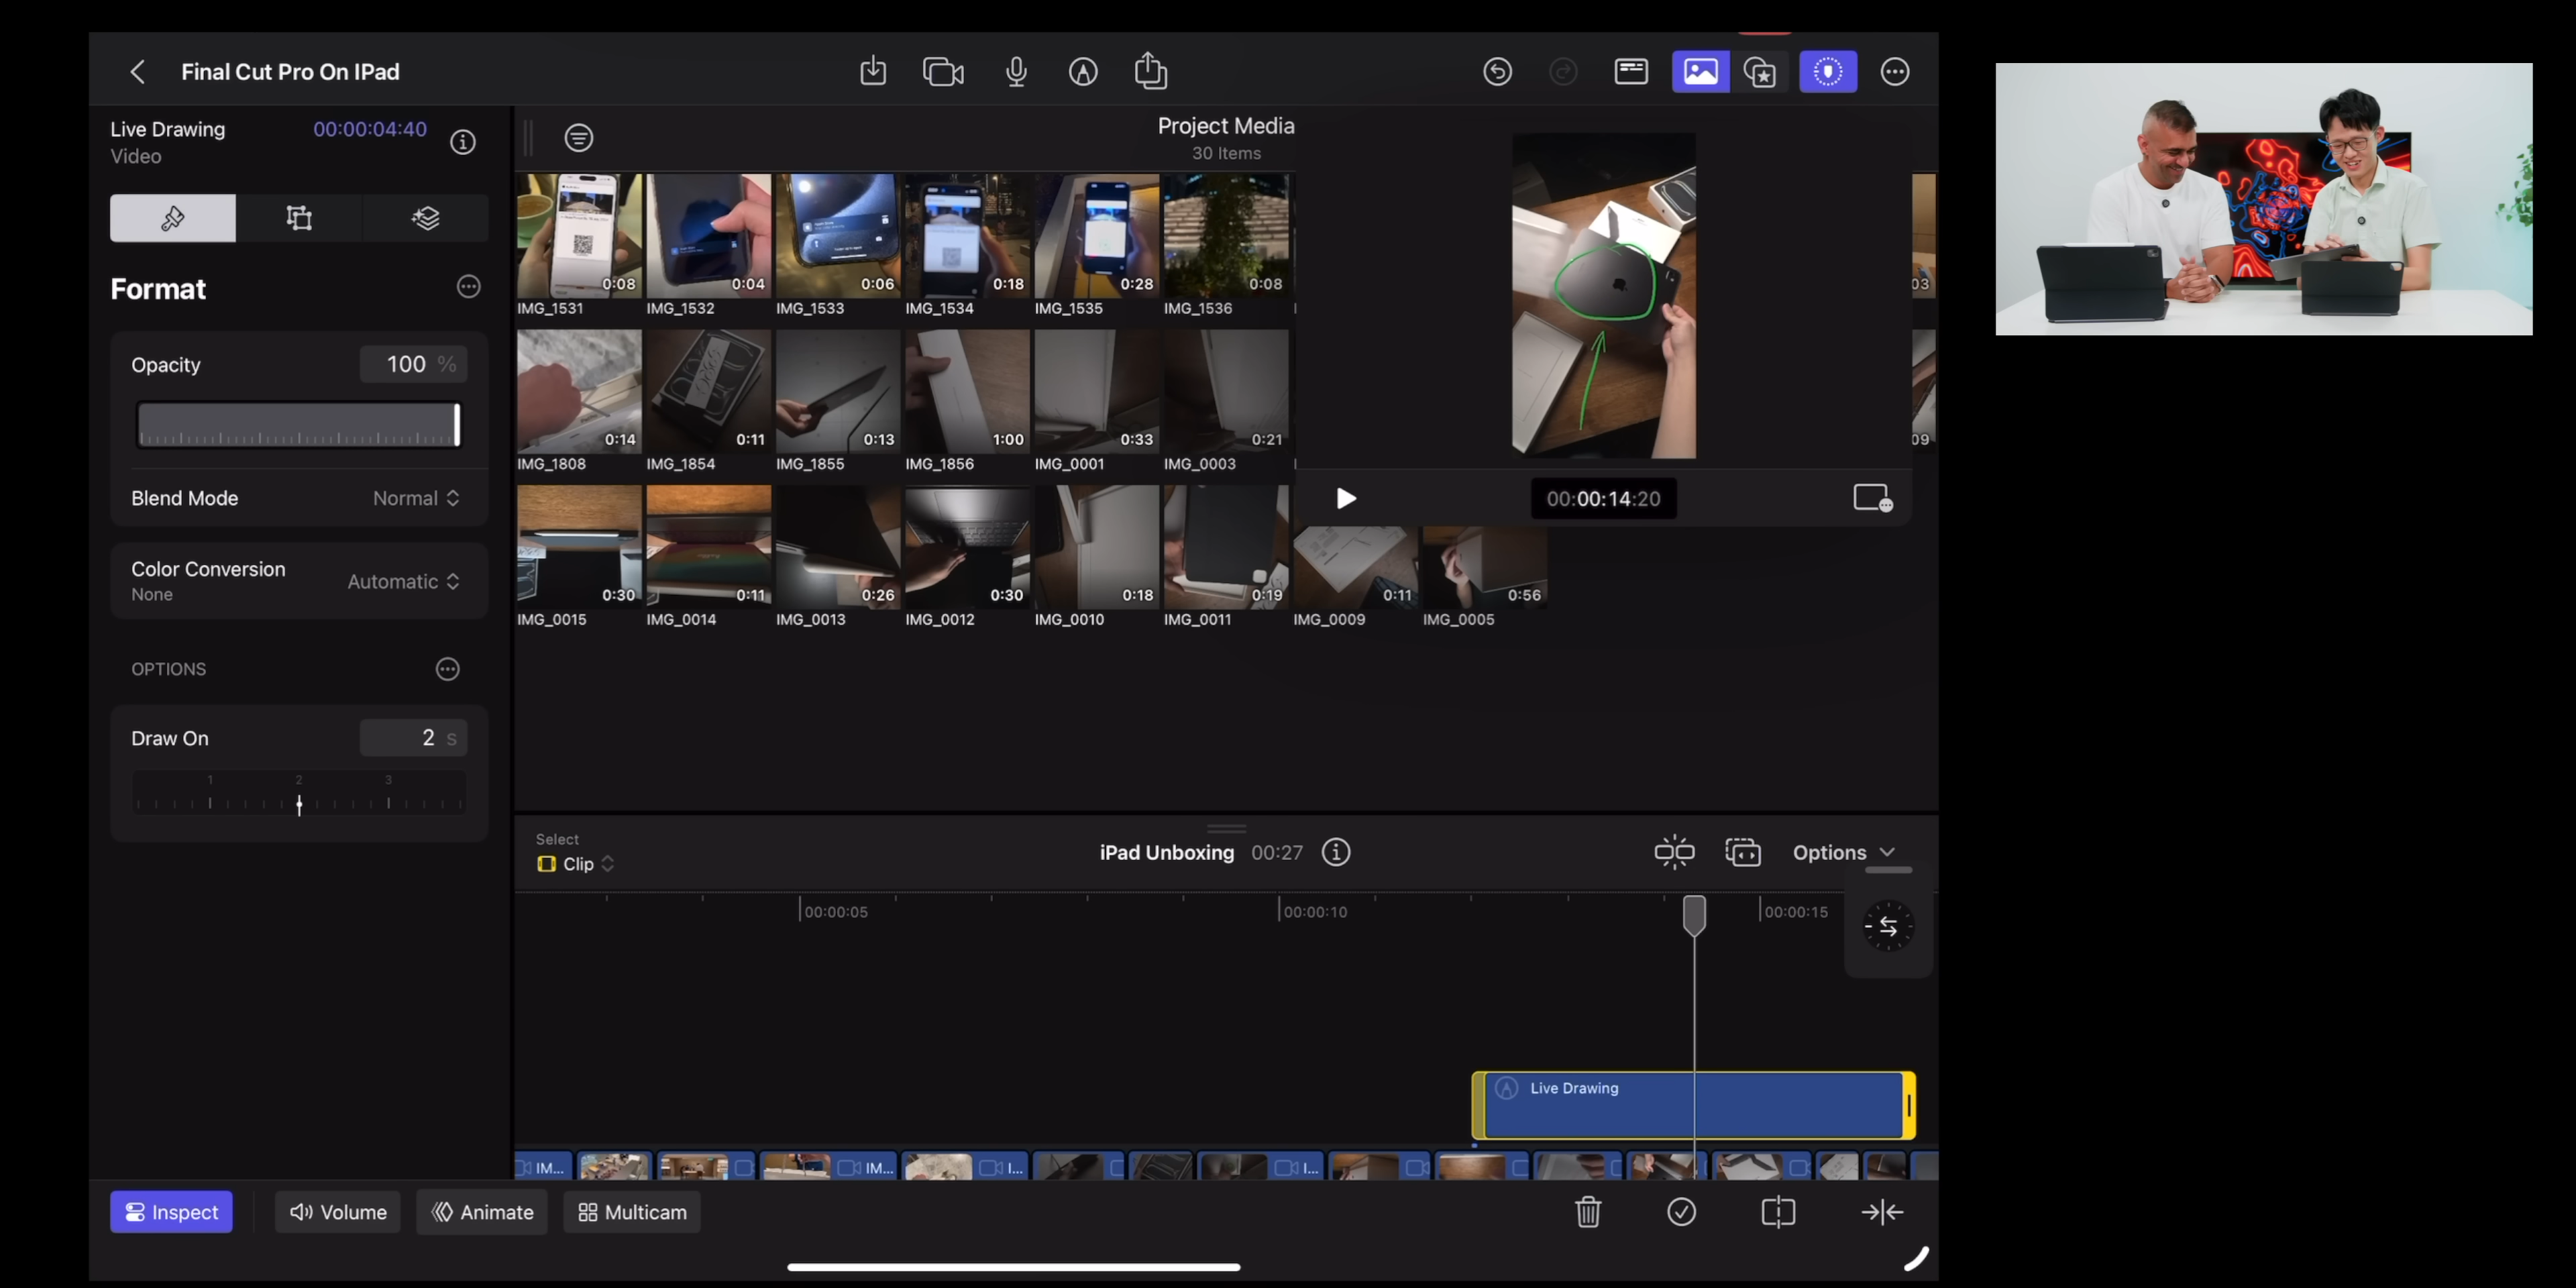 Final Cut Pro On IPad
Live Drawing 00:00:04:40
Video
Format
Opacity 100 %
Blend Mode Normal
Color Conversion Automatic
None
OPTIONS
Draw On 2 s
1 2 3
Project Media
30 Items
0:08 0:04 0:06 0:18 0:28 0:08 03
IMG_1531 IMG_1532 IMG_1533 IMG_1534 IMG_1535 IMG_1536
0:14 0:11 0:13 1:00 0:33 0:21 09
IMG_1808 IMG_1854 IMG_1855 IMG_1856 IMG_0001 IMG_0003
00:00:14:20
0:30 0:11 0:26 0:30 0:18 0:19 0:11 0:56
IMG_0015 IMG_0014 IMG_0013 IMG_0012 IMG_0010 IMG_0011 IMG_0009 IMG_0005
Select
Clip
iPad Unboxing 00:27
Options
00:00:05 00:00:10 00:00:15
Live Drawing
IM... IM... I... I...
Inspect Volume Animate Multicam